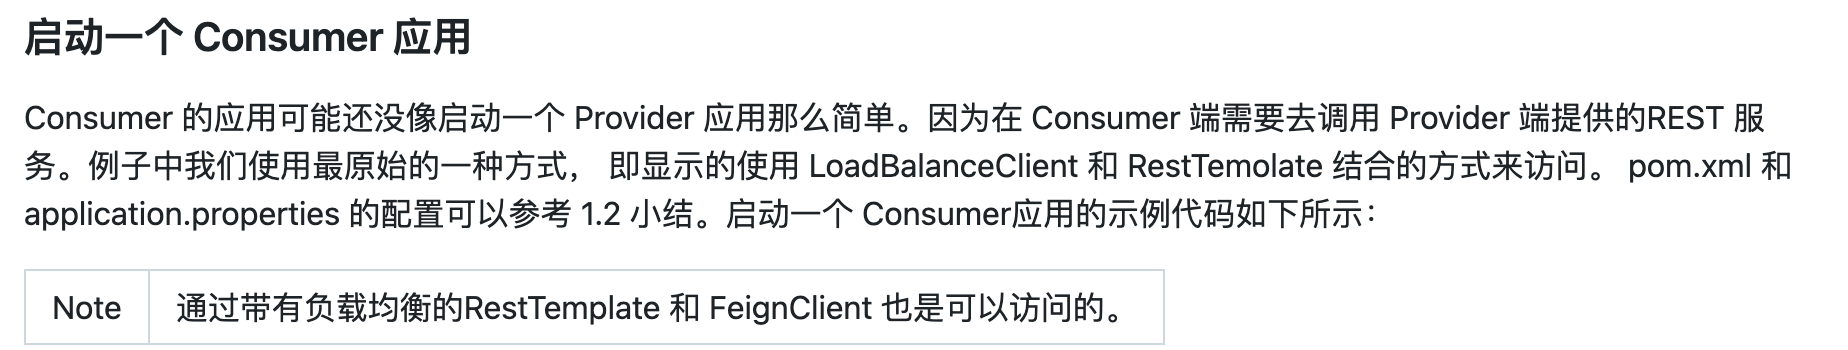 启动一个 Consumer 应用
Consumer 的应用可能还没像启动一个 Provider 应用那么简单。因为在 Consumer 端需要去调用 Provider 端提供的REST 服
务。例子中我们使用最原始的一种方式， 即显示的使用 LoadBalanceClient 和 RestTemolate 结合的方式来访问。 pom.xml 和
application.properties 的配置可以参考 1.2 小结。启动一个 Consumer应用的示例代码如下所示：
Note 通过带有负载均衡的RestTemplate 和 FeignClient 也是可以访问的。